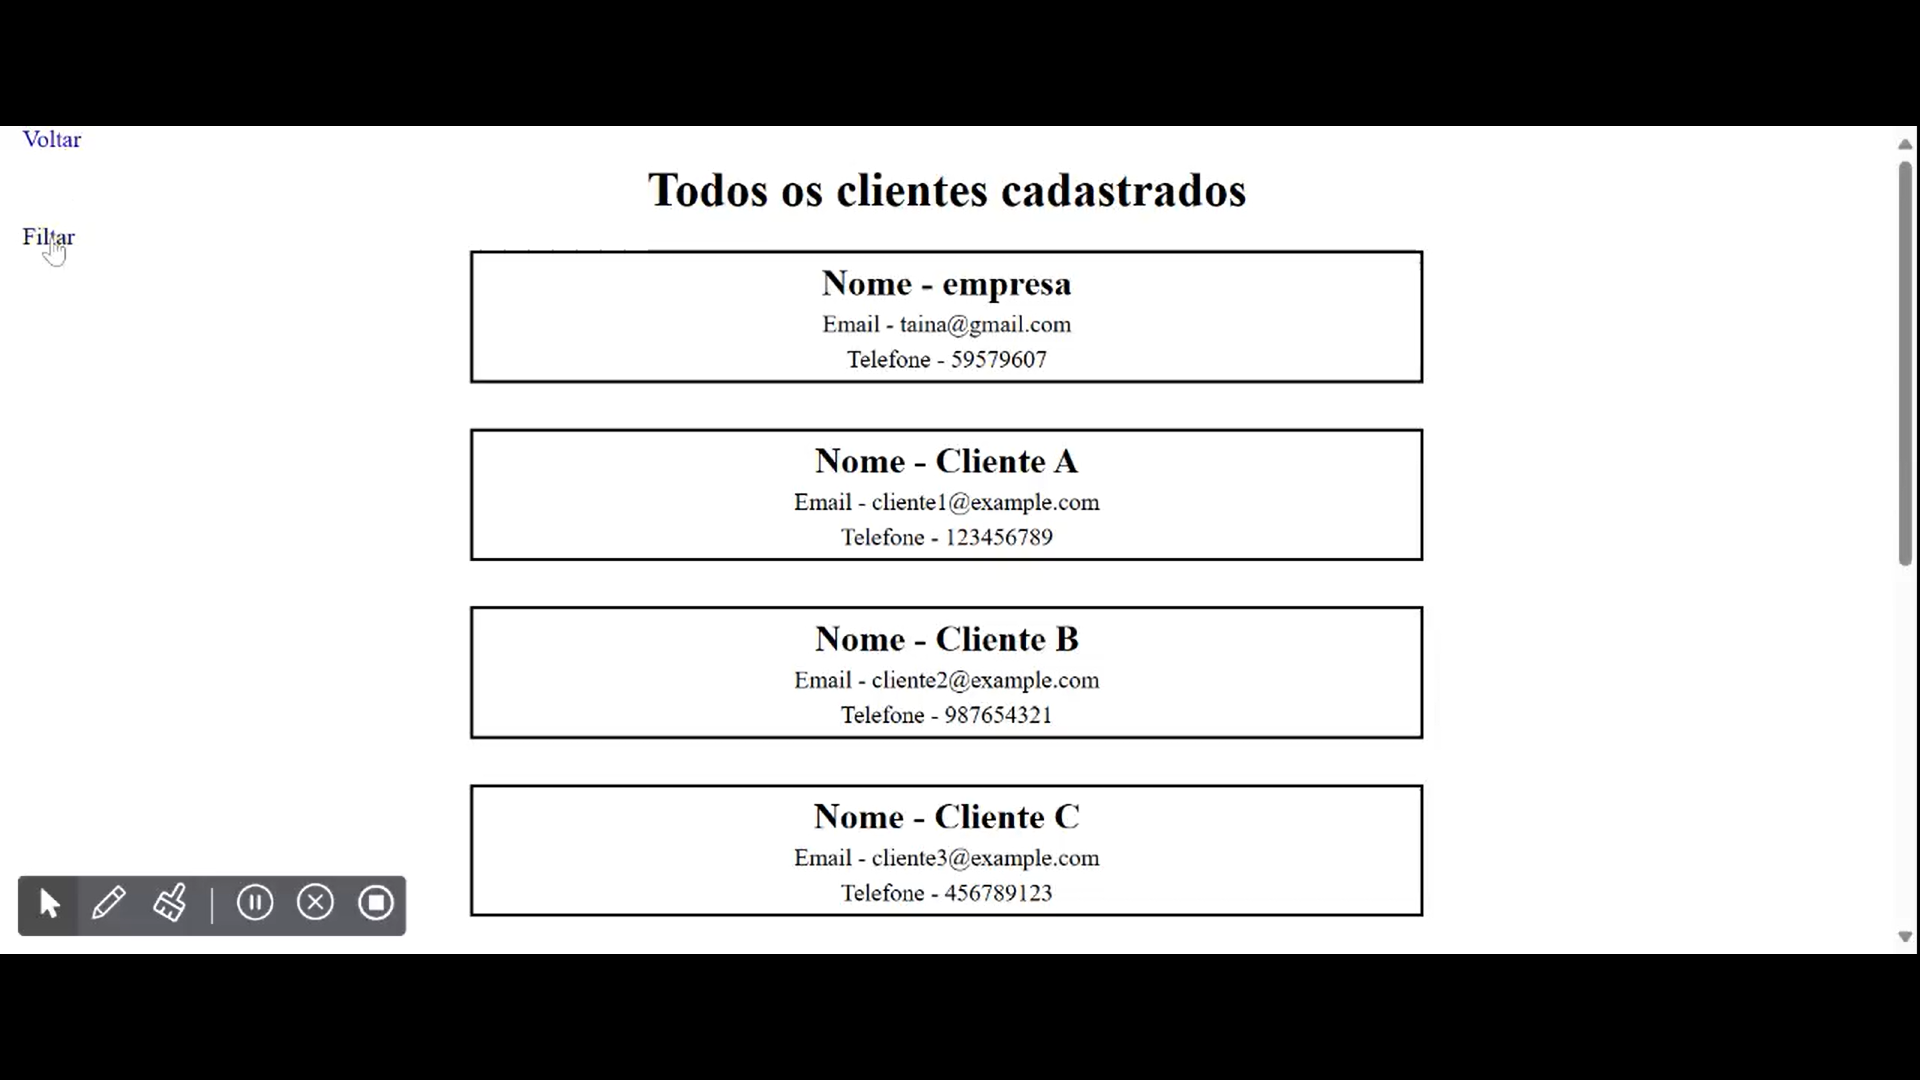 Voltar
Todos os clientes cadastrados
Filtar
Nome - empresa
Email - taina@gmail.com
Telefone - 59579607
Nome - Cliente A
Email - cliente1@example.com
Telefone - 123456789
Nome - Cliente B
Email - cliente2@example.com
Telefone - 987654321
Nome - Cliente C
Email - cliente3@example.com
Telefone - 456789123